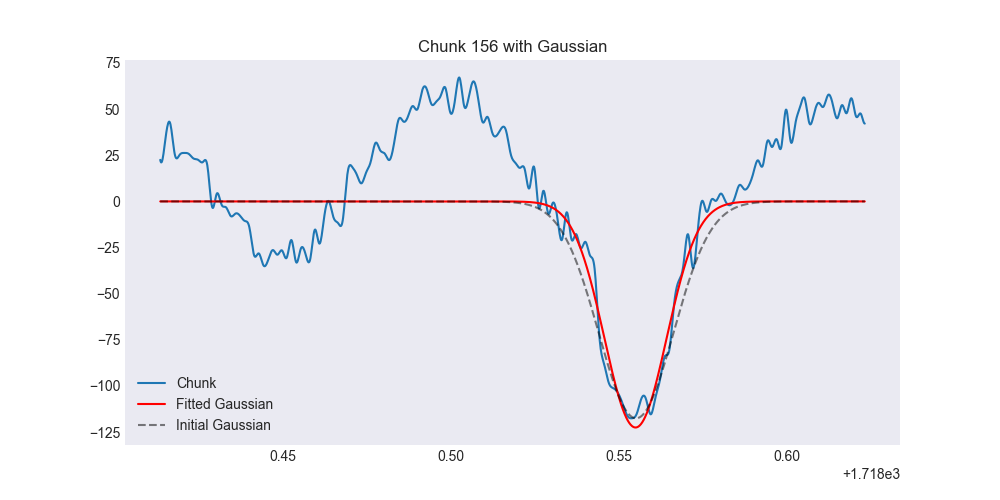 Chunk 156 with Gaussian
75
50
25
0
−25
−50
−75
−100
−125
Chunk
Fitted Gaussian
Initial Gaussian
0.45 0.50 0.55 0.60
+1.718e3